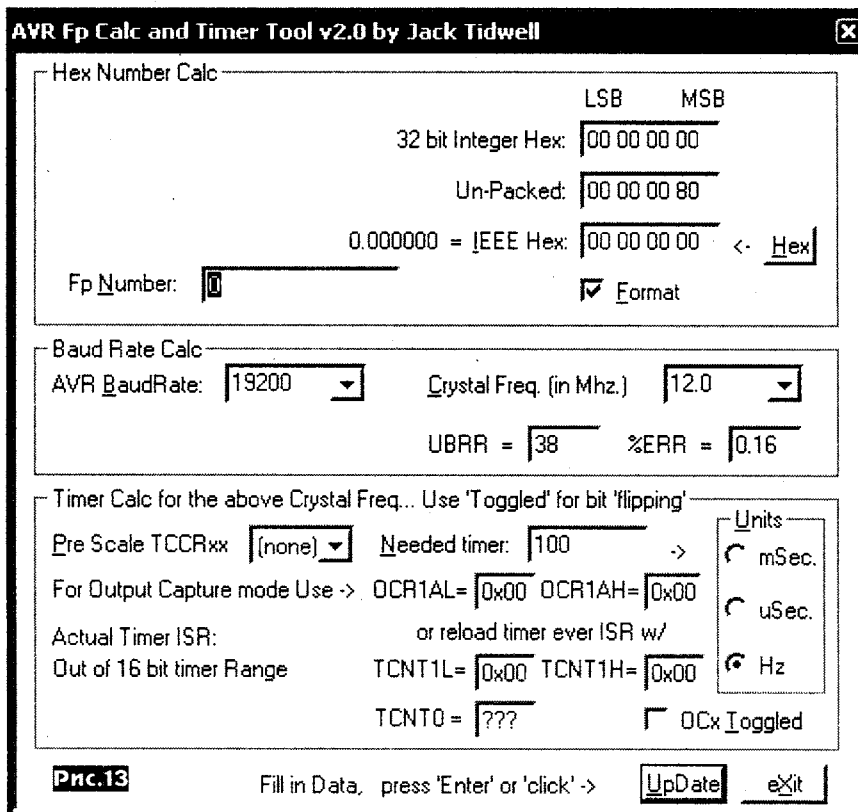 AVR Fp Calc and Timer Tool v2.0 by Jack Tidwell
Hex Number Calc
LSB MSB
32 bit Integer Hex: 00 00 00 00
Un-Packed: 00 00 00 80
0.000000 = IEEE Hex: 00 00 00 00 <- Hex
Fp Number: 0
Format
Baud Rate Calc
AVR BaudRate: 19200 Crystal Freq. (in Mhz.) 12.0
UBRR = 38 %ERR = 0.16
Timer Calc for the above Crystal Freq... Use 'Toggled' for bit 'flipping'
Units
Pre Scale TCCRxx (none) Needed timer: 100 -> mSec.
For Output Capture mode Use -> OCR1AL= 0x00 OCR1AH= 0x00
uSec.
Actual Timer ISR: or reload timer ever ISR w/
Out of 16 bit timer Range TCNT1L= 0x00 TCNT1H= 0x00 Hz
TCNT0 = ??? OCx Toggled
Рис.13 Fill in Data, press 'Enter' or 'click' -> UpDate eXit